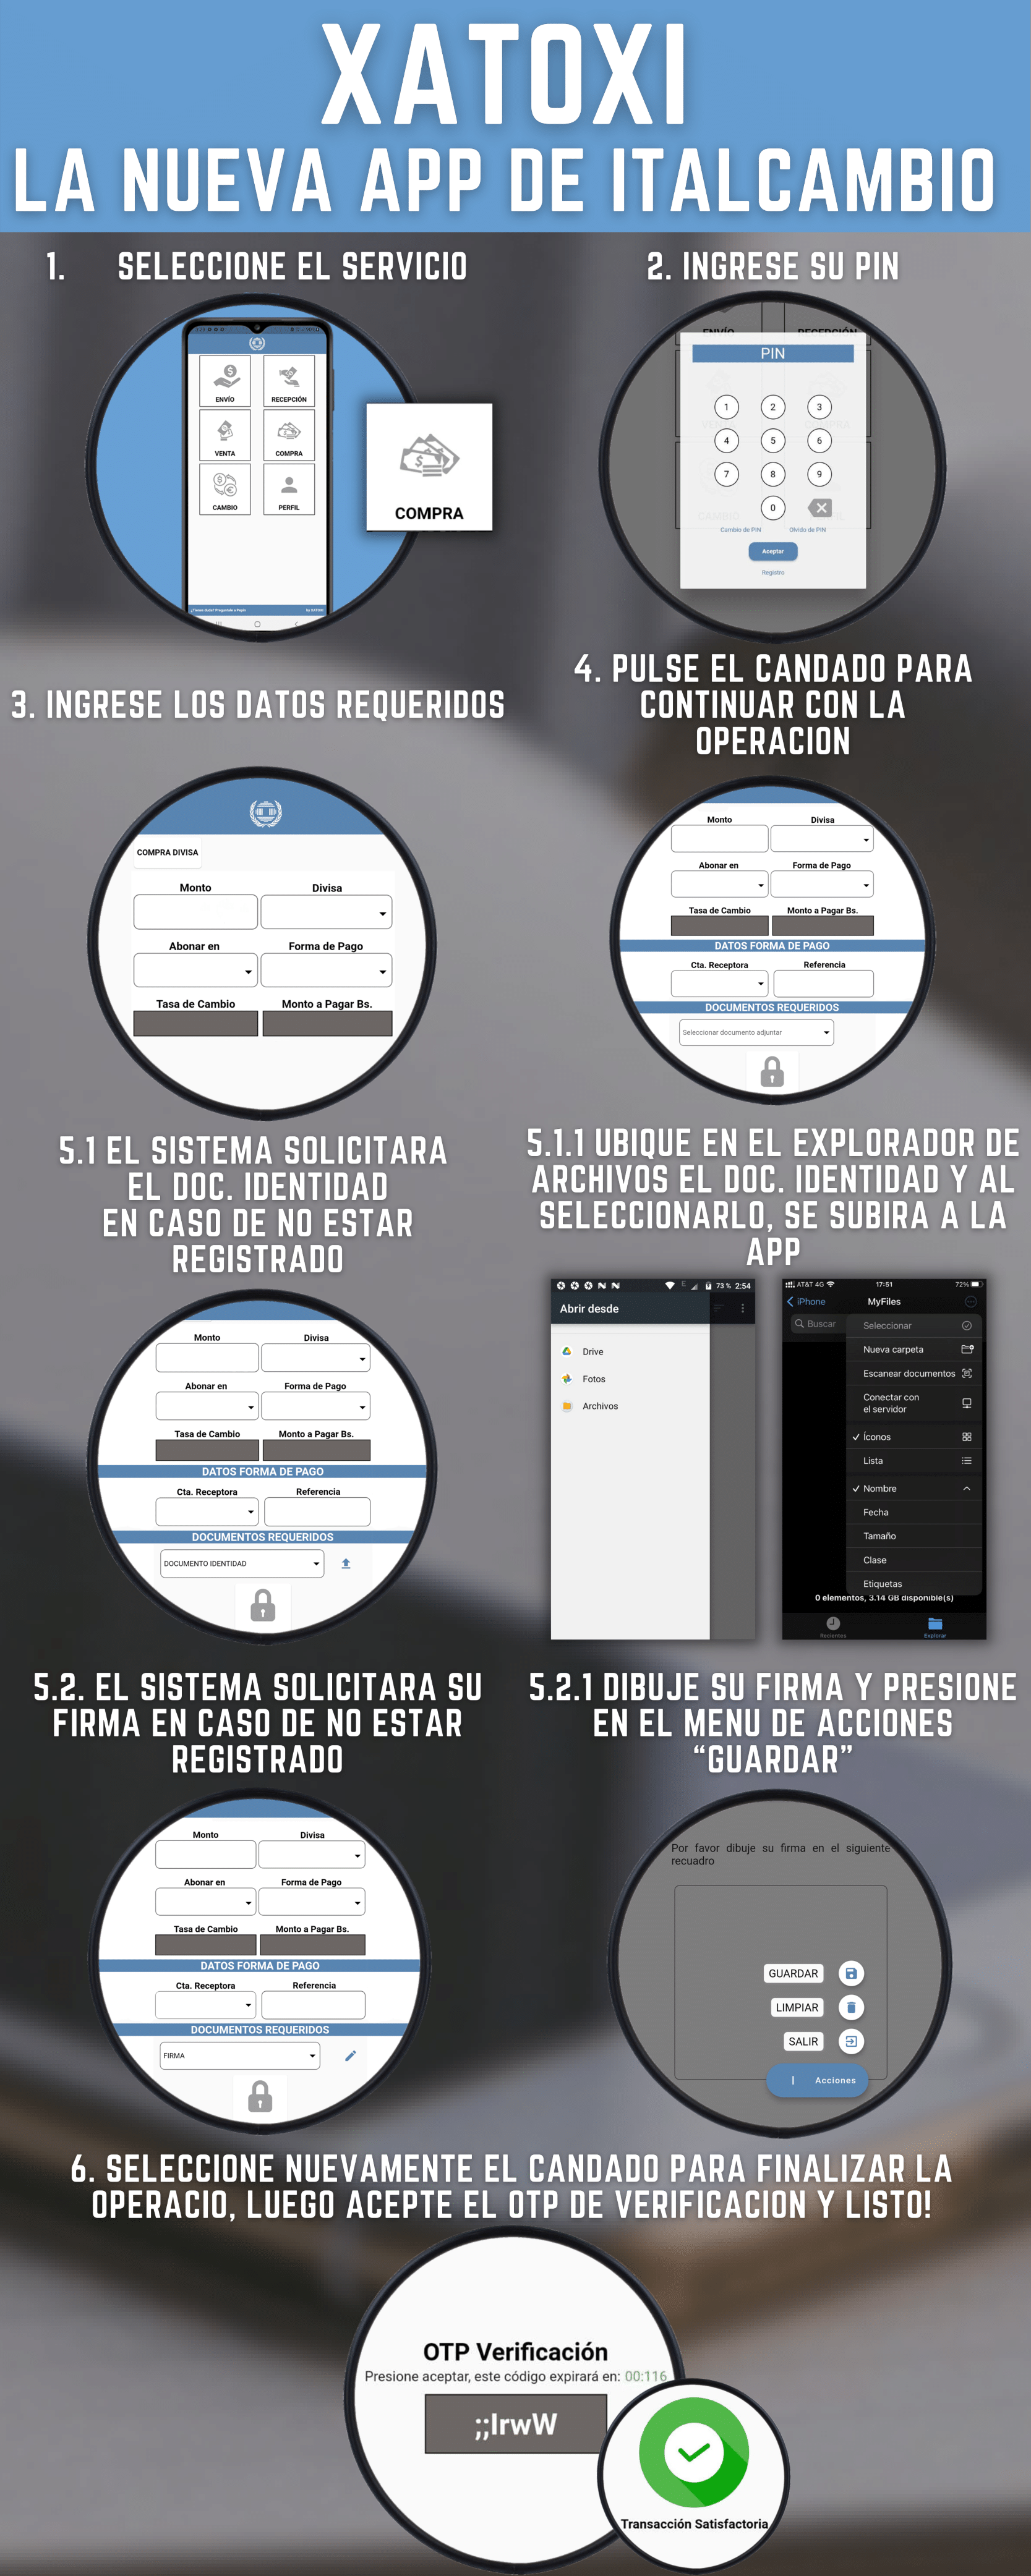 XATOXI
LA NUEVA APP DE ITALCAMBIO
1. SELECCIONE EL SERVICIO
ENVÍO
RECEPCIÓN
VENTA
COMPRA
CAMBIO
PERFIL
by XATOXI
COMPRA
2. INGRESE SU PIN
ENVÍO
RECEPCIÓN
PIN
1
2
3
4
5
6
7
8
9
0
Cambio de PIN
Olvido de PIN
Aceptar
Registro
3. INGRESE LOS DATOS REQUERIDOS
COMPRA DIVISA
Monto
Divisa
Abonar en
Forma de Pago
Tasa de Cambio
Monto a Pagar Bs.
4. PULSE EL CANDADO PARA
CONTINUAR CON LA
OPERACION
Monto
Divisa
Abonar en
Forma de Pago
Tasa de Cambio
Monto a Pagar Bs.
DATOS FORMA DE PAGO
Cta. Receptora
Referencia
DOCUMENTOS REQUERIDOS
Seleccionar documento adjuntar
5.1 EL SISTEMA SOLICITARA
EL DOC. IDENTIDAD
EN CASO DE NO ESTAR
REGISTRADO
Monto
Divisa
Abonar en
Forma de Pago
Tasa de Cambio
Monto a Pagar Bs.
DATOS FORMA DE PAGO
Cta. Receptora
Referencia
DOCUMENTOS REQUERIDOS
DOCUMENTO IDENTIDAD
5.1.1 UBIQUE EN EL EXPLORADOR DE
ARCHIVOS EL DOC. IDENTIDAD Y AL
SELECCIONARLO, SE SUBIRA A LA
APP
73 % 2:54
Abrir desde
Drive
Fotos
Archivos
AT&T 4G
17:51
72%
iPhone
MyFiles
Buscar
Seleccionar
Nueva carpeta
Escanear documentos
Conectar con
el servidor
Íconos
Lista
Nombre
Fecha
Tamaño
Clase
Etiquetas
0 elementos, 3.14 GB disponible(s)
Recientes
Explorar
5.2. EL SISTEMA SOLICITARA SU
FIRMA EN CASO DE NO ESTAR
REGISTRADO
Monto
Divisa
Abonar en
Forma de Pago
Tasa de Cambio
Monto a Pagar Bs.
DATOS FORMA DE PAGO
Cta. Receptora
Referencia
DOCUMENTOS REQUERIDOS
FIRMA
5.2.1 DIBUJE SU FIRMA Y PRESIONE
EN EL MENU DE ACCIONES
“GUARDAR”
Por favor dibuje su firma en el siguiente
recuadro
GUARDAR
LIMPIAR
SALIR
Acciones
6. SELECCIONE NUEVAMENTE EL CANDADO PARA FINALIZAR LA
OPERACIO, LUEGO ACEPTE EL OTP DE VERIFICACION Y LISTO!
OTP Verificación
Presione aceptar, este código expirará en: 00:116
;;IrwW
Transacción Satisfactoria